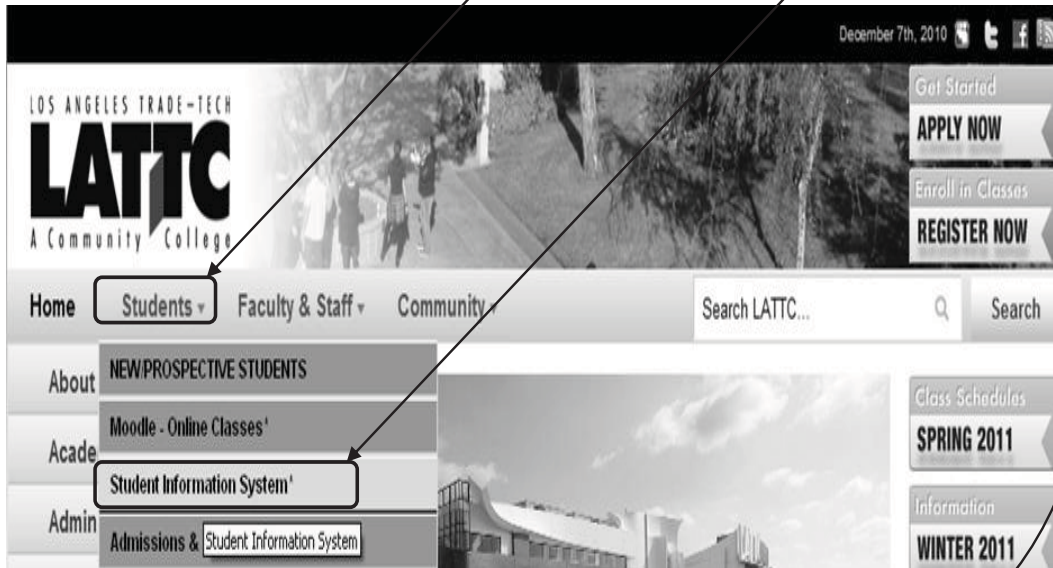 December 7th, 2010
LOS ANGELES TRADE-TECH
LATTC
A Community College
Get Started
APPLY NOW
Enroll in Classes
REGISTER NOW
Home
Students
Faculty & Staff
Community
Search LATTC...
Search
About
NEW/PROSPECTIVE STUDENTS
Moodle - Online Classes
Acade
Student Information System
Admin
Admissions &
Student Information System
Class Schedules
SPRING 2011
Information
WINTER 2011